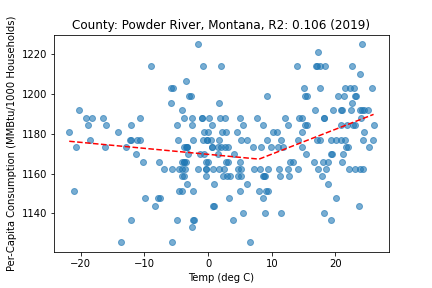 County: Powder River, Montana, R2: 0.106 (2019)
Per-Capita Consumption (MMBtu/1000 Households)
1220
1200
1180
1160
1140
−20 −10 0 10 20
Temp (deg C)